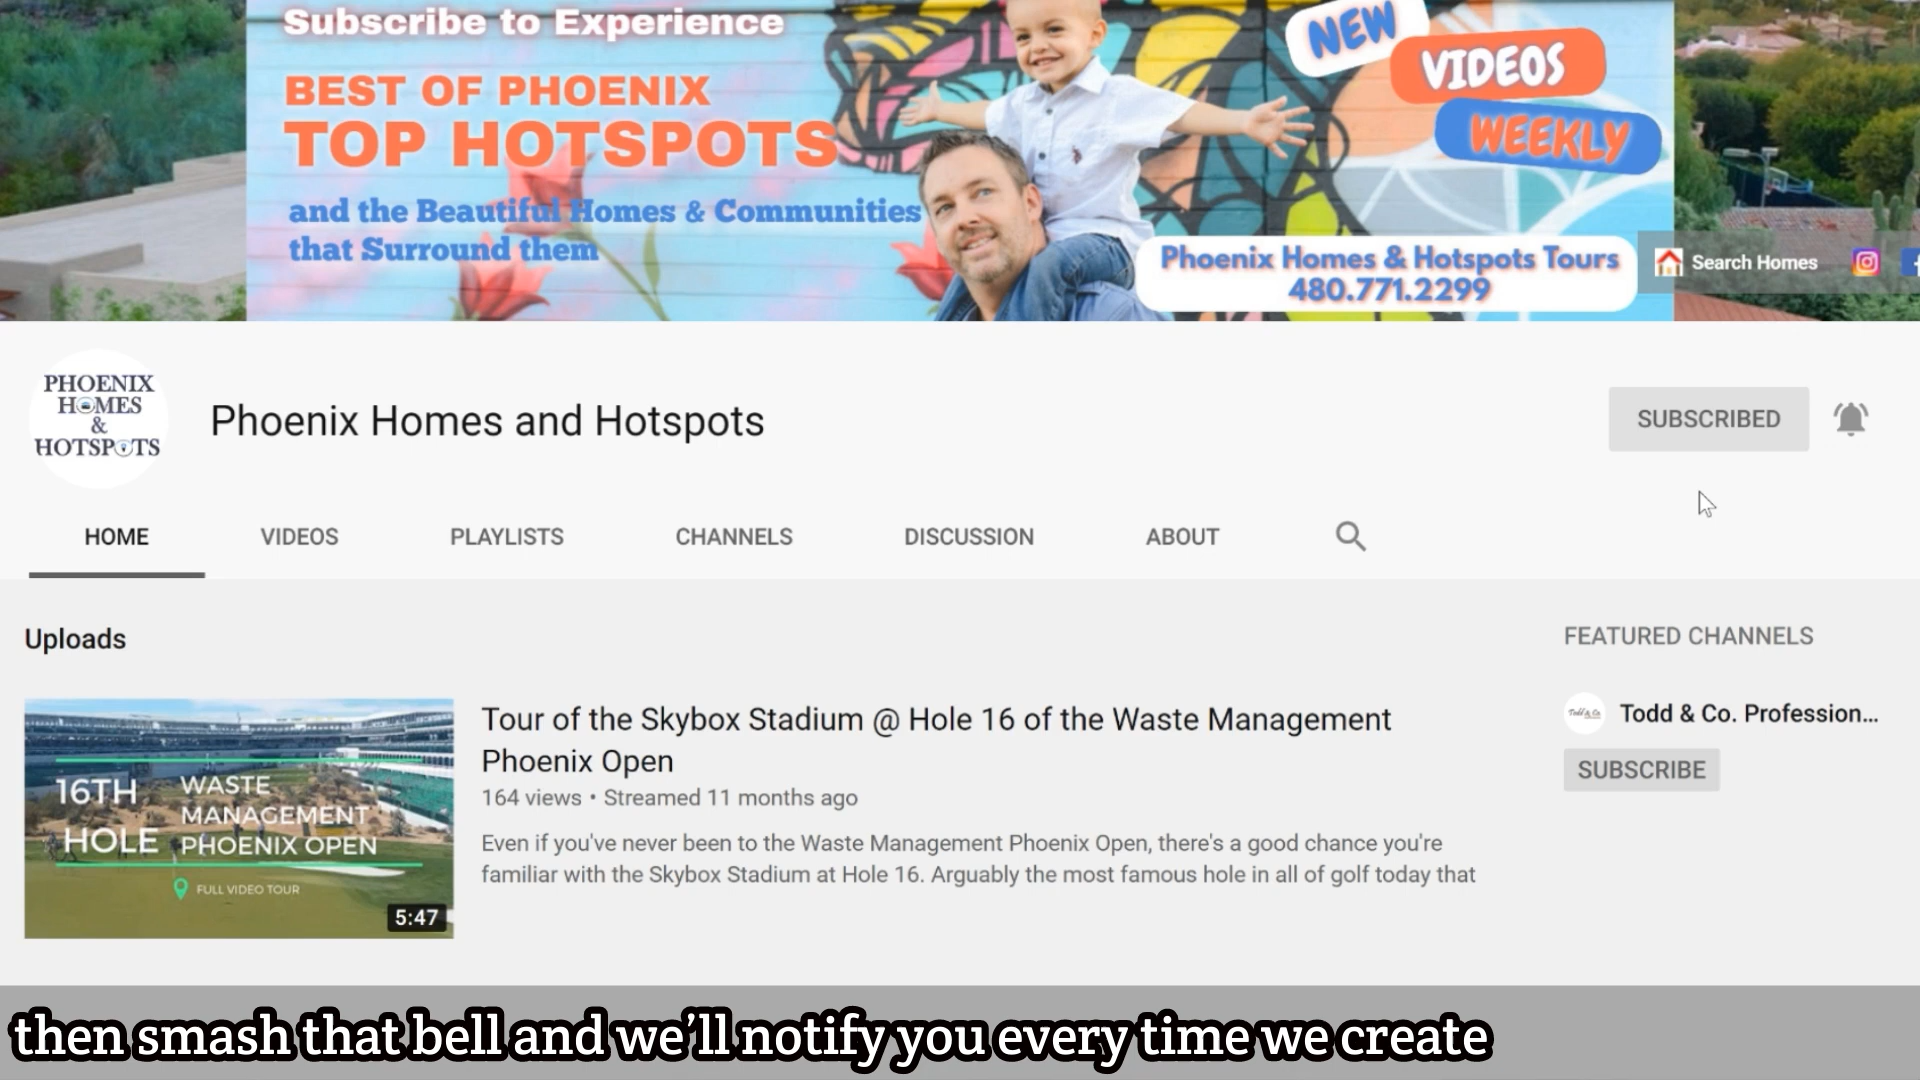 Subscribe to Experience
BEST OF PHOENIX
TOP HOTSPOTS
and the Beautiful Homes & Communities
that Surround them
NEW
VIDEOS
WEEKLY
Phoenix Homes & Hotspots Tours
480.771.2299
Search Homes
PHOENIX
HOMES
&
HOTSPOTS
Phoenix Homes and Hotspots
SUBSCRIBED
HOME VIDEOS PLAYLISTS CHANNELS DISCUSSION ABOUT
Uploads
16TH
HOLE
WASTE
MANAGEMENT
PHOENIX OPEN
FULL VIDEO TOUR
5:47
Tour of the Skybox Stadium @ Hole 16 of the Waste Management
Phoenix Open
164 views • Streamed 11 months ago
Even if you've never been to the Waste Management Phoenix Open, there's a good chance you're
familiar with the Skybox Stadium at Hole 16. Arguably the most famous hole in all of golf today that
FEATURED CHANNELS
Todd & Co.
Todd & Co. Profession...
SUBSCRIBE
then smash that bell and we'll notify you every time we create